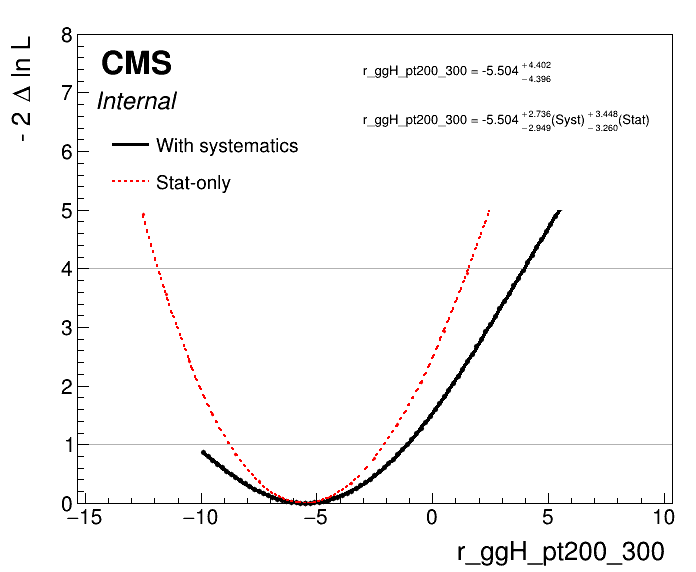 - 2 Δ ln L
8
7
6
5
4
3
2
1
0
CMS
Internal
With systematics
Stat-only
r_ggH_pt200_300 = -5.504 +4.402 −4.396
r_ggH_pt200_300 = -5.504 +2.736 −2.949 (Syst) +3.448 −3.260 (Stat)
−15 −10 −5 0 5 10
r_ggH_pt200_300